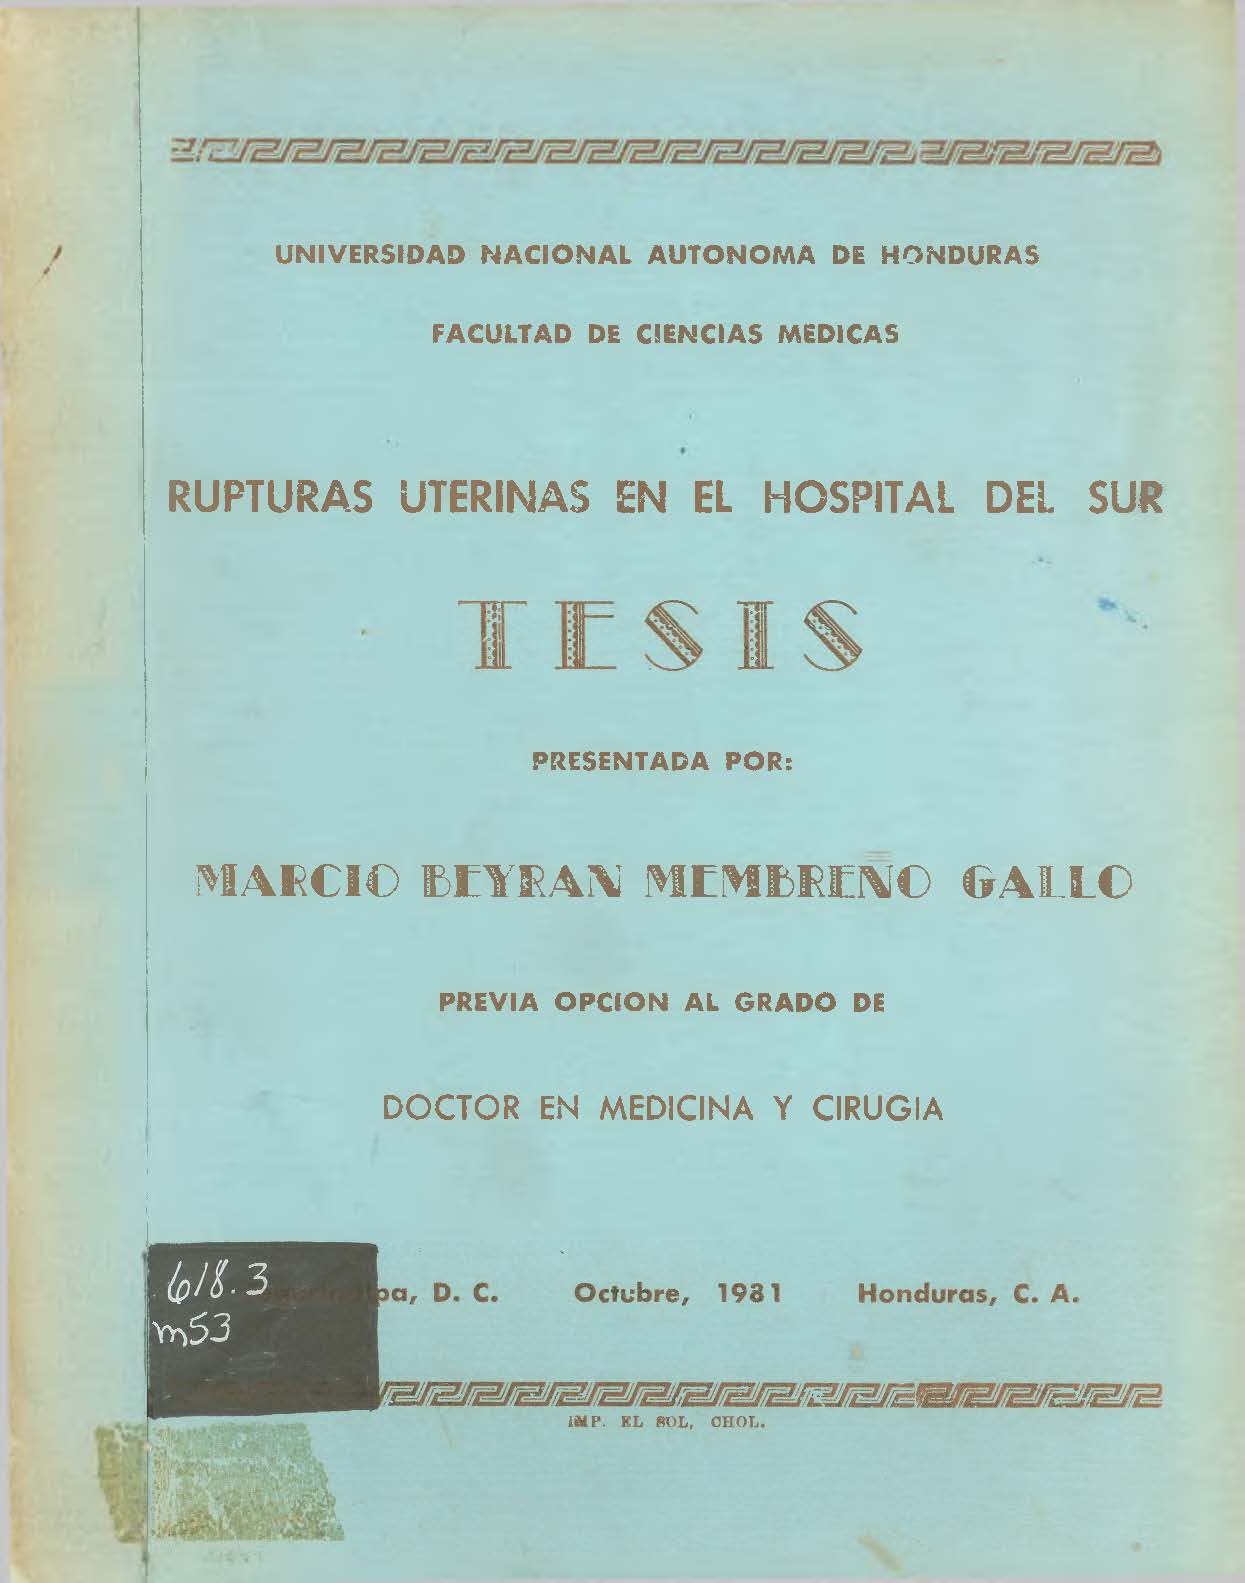 UNIVERSIDAD NACIONAL AUTONOMA DE HONDURAS
FACULTAD DE CIENCIAS MEDICAS
RUPTURAS UTERINAS EN EL HOSPITAL DEL SUR
TESIS
PRESENTADA POR:
MARCIO BEYRAN MEMBREÑO GALLO
PREVIA OPCION AL GRADO DE
DOCTOR EN MEDICINA Y CIRUGIA
618.3
m53
D. C. Octubre, 1981 Honduras, C. A.
IMP. EL SOL, CHOL.